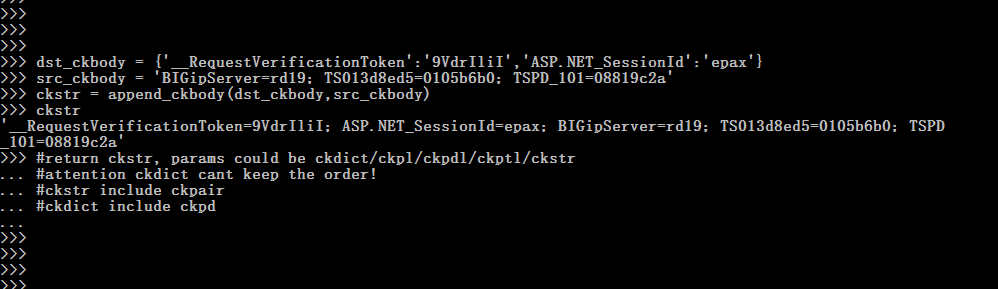 >>>
>>>
>>>
>>>
>>> dst_ckbody = {'__RequestVerificationToken':'9VdrIliI','ASP.NET_SessionId':'epax'}
>>> src_ckbody = 'BIGipServer=rd19; TS013d8ed5=0105b6b0; TSPD_101=08819c2a'
>>> ckstr = append_ckbody(dst_ckbody,src_ckbody)
>>> ckstr
'__RequestVerificationToken=9VdrIliI; ASP.NET_SessionId=epax; BIGipServer=rd19; TS013d8ed5=0105b6b0; TSPD
_101=08819c2a'
>>> #return ckstr, params could be ckdict/ckpl/ckpdl/ckptl/ckstr
... #attention ckdict cant keep the order!
... #ckstr include ckpair
... #ckdict include ckpd
...
>>>
>>>
>>>
>>>